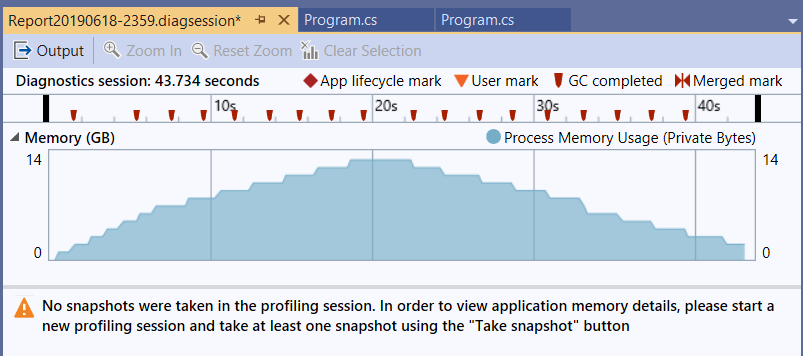 Report20190618-2359.diagsession* Program.cs Program.cs
Output Zoom In Reset Zoom Clear Selection
Diagnostics session: 43.734 seconds App lifecycle mark User mark GC completed Merged mark
10s 20s 30s 40s
Memory (GB) Process Memory Usage (Private Bytes)
14 14
0 0
No snapshots were taken in the profiling session. In order to view application memory details, please start a
new profiling session and take at least one snapshot using the "Take snapshot" button